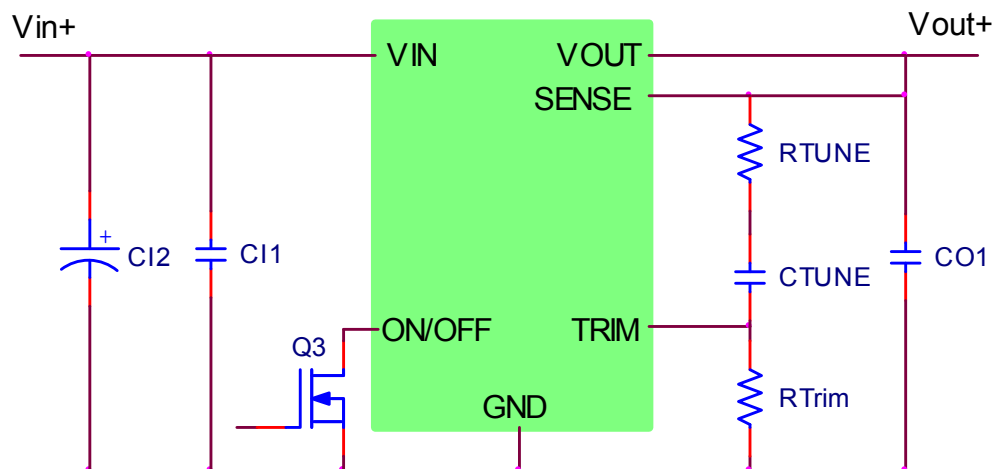 Vin+
Vout+
VIN
VOUT
SENSE
RTUNE
+
CI2
CI1
CTUNE
CO1
ON/OFF
TRIM
Q3
RTrim
GND